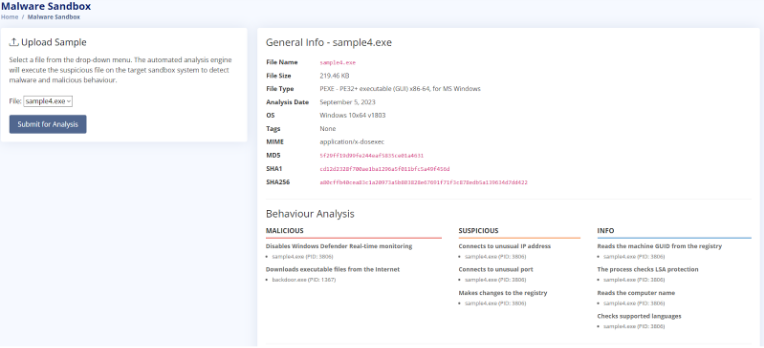 Malware Sandbox
Home / Malware Sandbox
Upload Sample
Select a file from the drop-down menu. The automated analysis engine
will execute the suspicious file on the target sandbox system to detect
malware and malicious behaviour.
File: sample4.exe
Submit for Analysis
General Info - sample4.exe
File Name sample4.exe
File Size 219.46 KB
File Type PEXE - PE32+ executable (GUI) x86-64, for MS Windows
Analysis Date September 5, 2023
OS Windows 10x64 v1803
Tags None
MIME application/x-dosexec
MD5
SHA1
SHA256
Behaviour Analysis
MALICIOUS
Disables Windows Defender Real-time monitoring
• sample4.exe (PID: 3806)
Downloads executable files from the Internet
• backdoor.exe (PID: 1367)
SUSPICIOUS
Connects to unusual IP address
• sample4.exe (PID: 3806)
Connects to unusual port
• sample4.exe (PID: 3806)
Makes changes to the registry
• sample4.exe (PID: 3806)
INFO
Reads the machine GUID from the registry
• sample4.exe (PID: 3806)
The process checks LSA protection
• sample4.exe (PID: 3806)
Reads the computer name
• sample4.exe (PID: 3806)
Checks supported languages
• sample4.exe (PID: 3806)